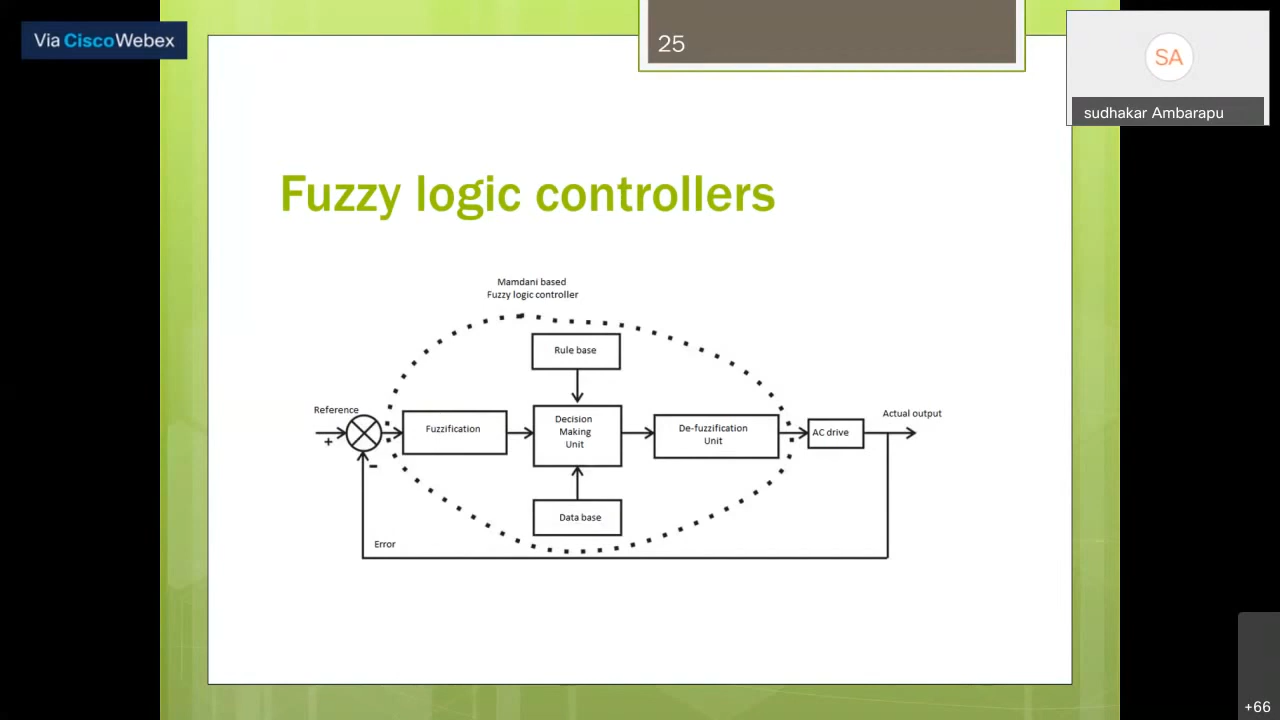 Via CiscoWebex
25
SA
sudhakar Ambarapu
Fuzzy logic controllers
Mamdani based
Fuzzy logic controller
Rule base
Reference
+
−
Fuzzification
Decision
Making
Unit
De-fuzzification
Unit
AC drive
Actual output
Data base
Error
+66